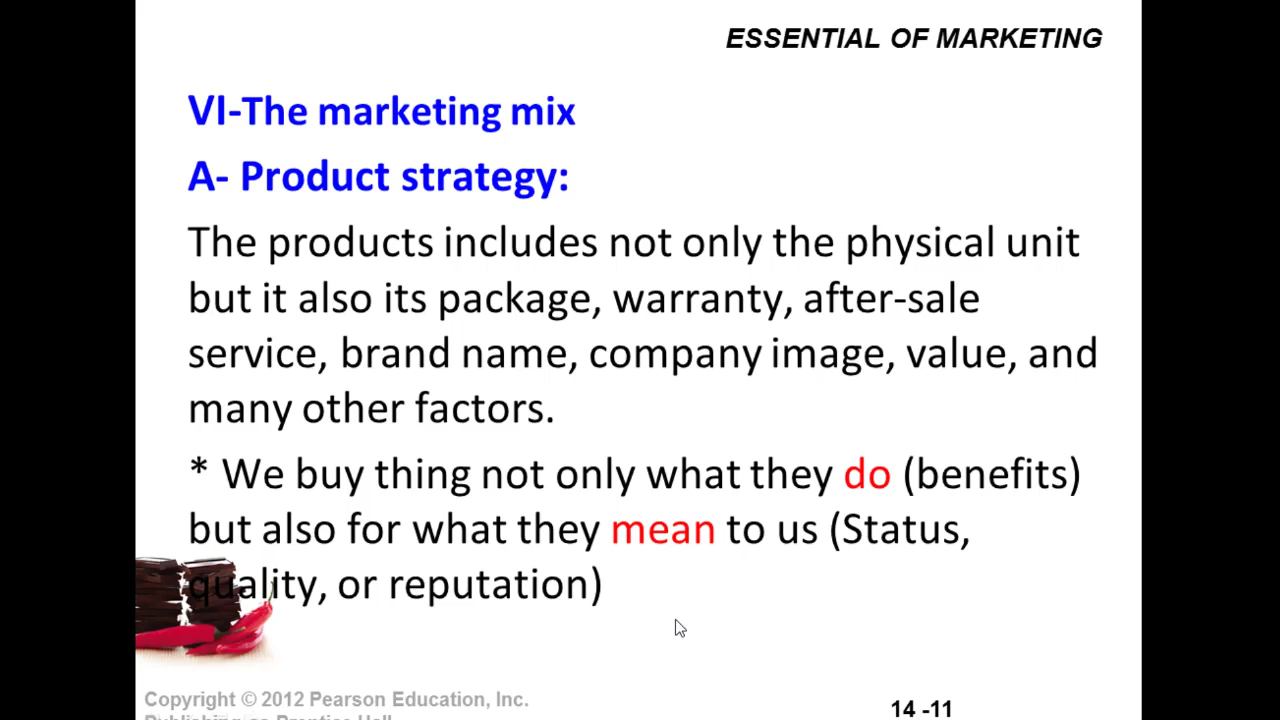 ESSENTIAL OF MARKETING
VI-The marketing mix
A- Product strategy:
The products includes not only the physical unit
but it also its package, warranty, after-sale
service, brand name, company image, value, and
many other factors.
* We buy thing not only what they do (benefits)
but also for what they mean to us (Status,
quality, or reputation)
Copyright © 2012 Pearson Education, Inc.
Publishing as Prentice Hall
14 -11